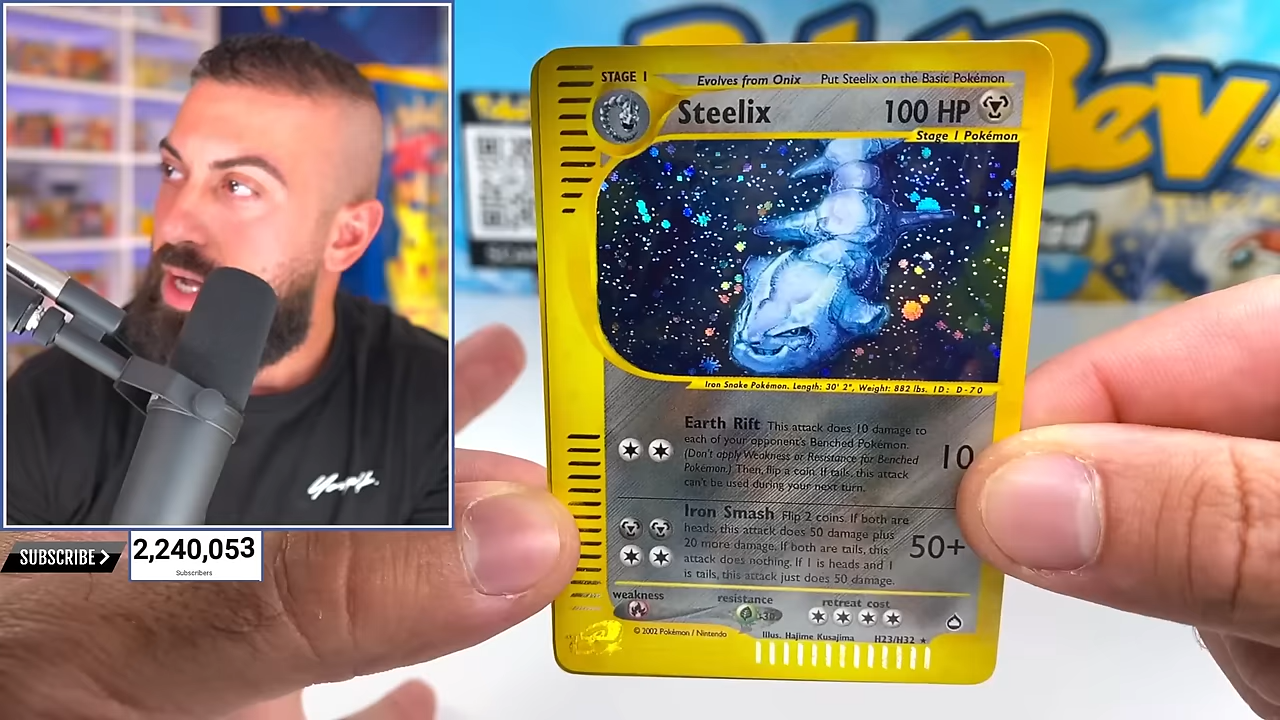 STAGE 1
Evolves from Onix
Put Steelix on the Basic Pokémon
Steelix
100 HP
Stage 1 Pokémon
Iron Snake Pokémon. Length: 30' 2", Weight: 882 lbs. ID: D-70
Earth Rift This attack does 10 damage to
each of your opponent's Benched Pokémon.
(Don't apply Weakness or Resistance for Benched
Pokémon.) Then, flip a coin. If tails, this attack
can't be used during your next turn.
10
Iron Smash Flip 2 coins. If both are
heads, this attack does 50 damage plus
20 more damage. If both are tails, this
attack does nothing. If 1 is heads and 1
is tails, this attack just does 50 damage.
50+
weakness
resistance
-30
retreat cost
© 2002 Pokémon / Nintendo
Illus. Hajime Kusajima
H23/H32 ★
SUBSCRIBE
2,240,053
Subscribers